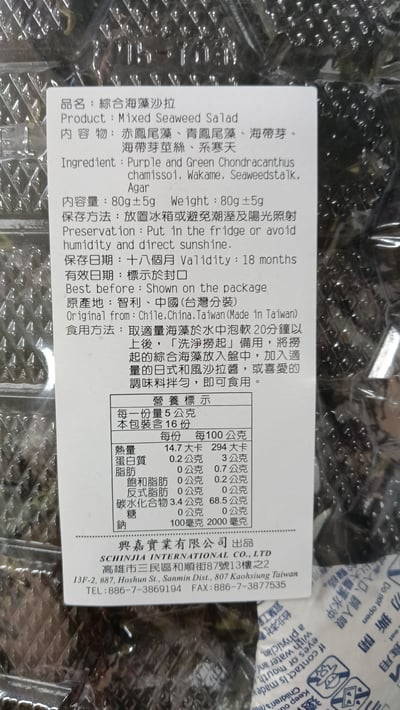 品名：綜合海藻沙拉
Product：Mixed Seaweed Salad
內 容 物：赤鳳尾藻、青鳳尾藻、海帶芽、
海帶芽莖絲、系寒天
Ingredient：Purple and Green Chondracanthus
chamissoi. Wakame. Seaweedstalk.
Agar
內容量：80g±5g Weight：80g±5g
保存方法：放置冰箱或避免潮溼及陽光照射
Preservation：Put in the fridge or avoid
humidity and direct sunshine.
保存日期：十八個月 Validity：18 months
有效日期：標示於封口
Best before：Shown on the package
原產地：智利、中國(台灣分裝)
Original from：Chile.China.Taiwan(Made in Taiwan)
食用方法：取適量海藻於水中泡軟20分鐘以
上後，「洗淨撈起」備用，將撈
起的綜合海藻放入盤中，加入適
量的日式和風沙拉醬，或喜愛的
調味料拌勻，即可食用。
營養標示
每一份量5公克
本包裝含16份
每份 每100公克
熱量 14.7大卡 294大卡
蛋白質 0.2公克 3公克
脂肪 0公克 0.7公克
飽和脂肪 0公克 0.2公克
反式脂肪 0公克 0公克
碳水化合物 3.4公克 68.5公克
糖 0公克 0公克
鈉 100毫克 2000毫克
興嘉實業有限公司 出品
SCHINJIA INTERNATIONAL CO., LTD
高雄市三民區和順街87號13樓之2
13F-2, #87, Hoshun St., Sanmin Dist., 807 Kaohsiung Taiwan
TEL:886-7-3869194 FAX:886-7-3877535
Do not open
If contact is made
with eyes or mouth
a physician